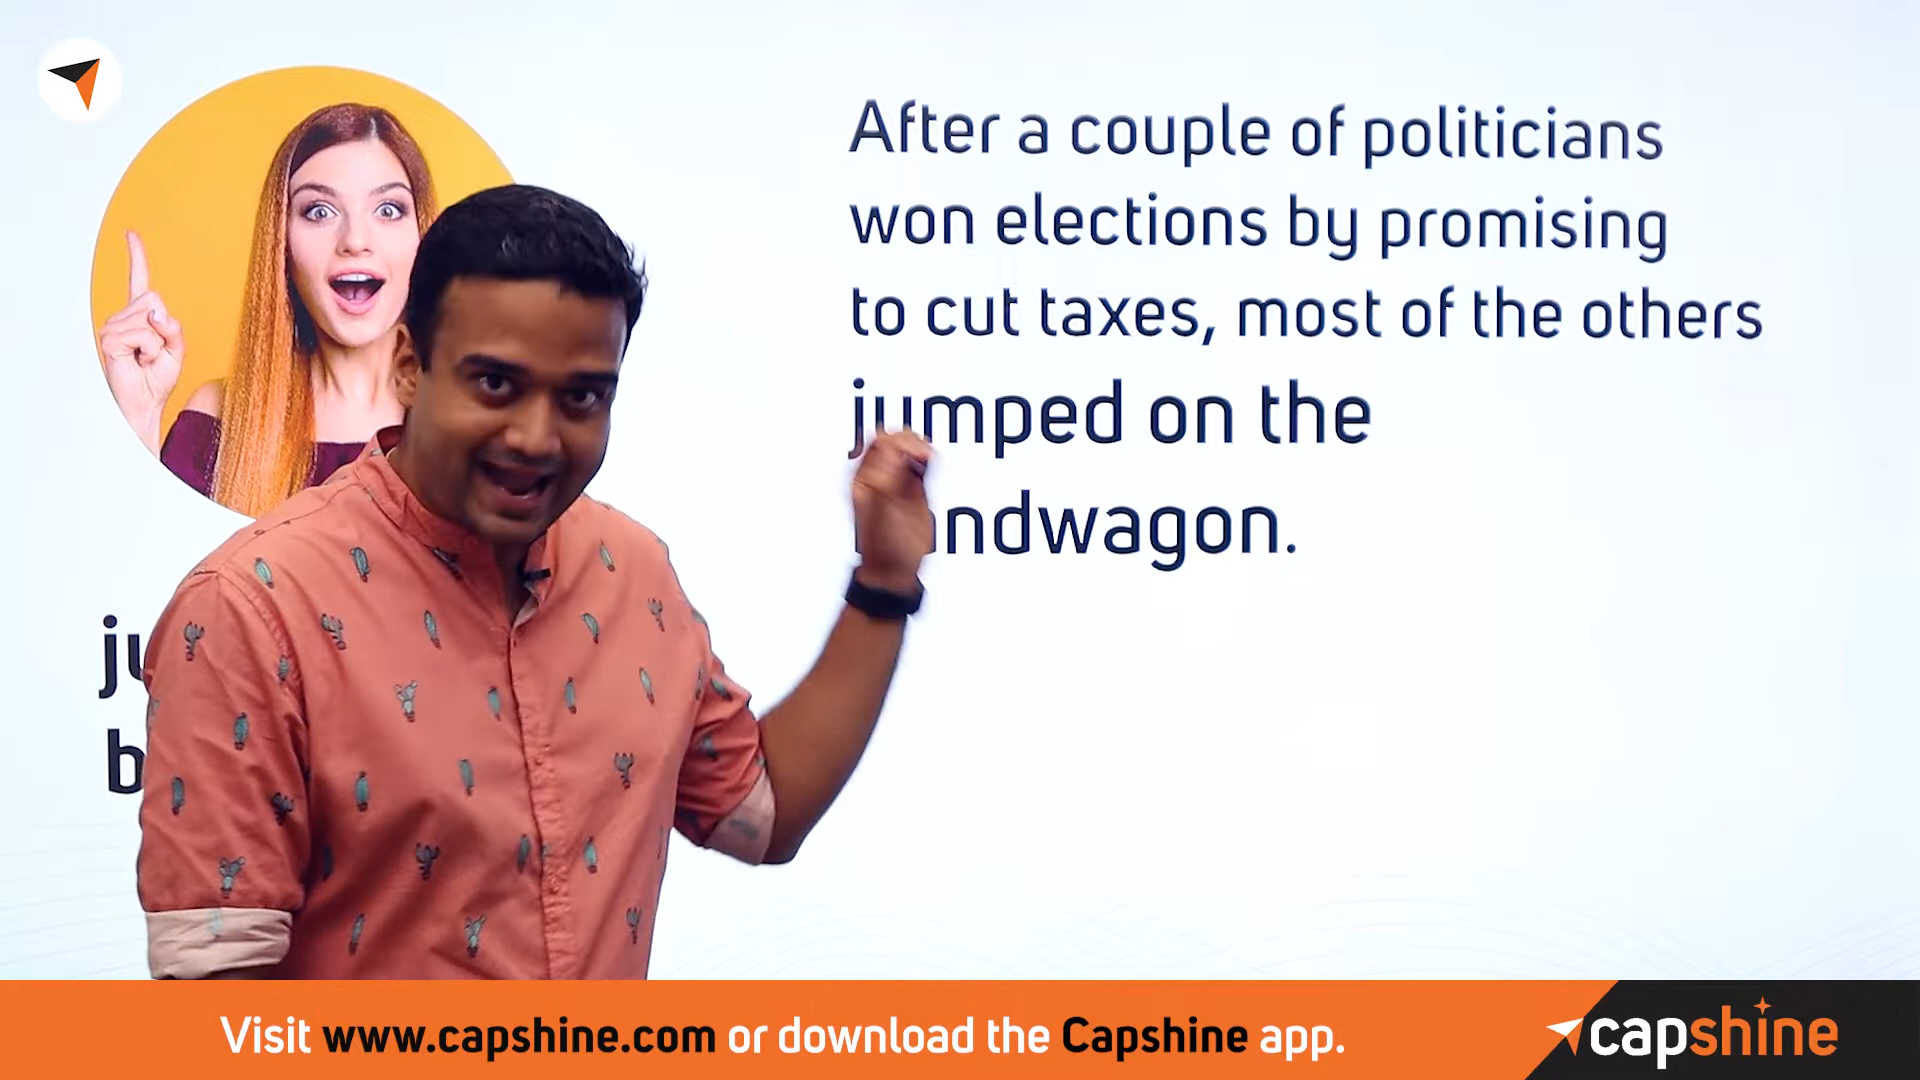 After a couple of politicians
won elections by promising
to cut taxes, most of the others
jumped on the
ndwagon.
ju
b
Visit www.capshine.com or download the Capshine app.
capshine